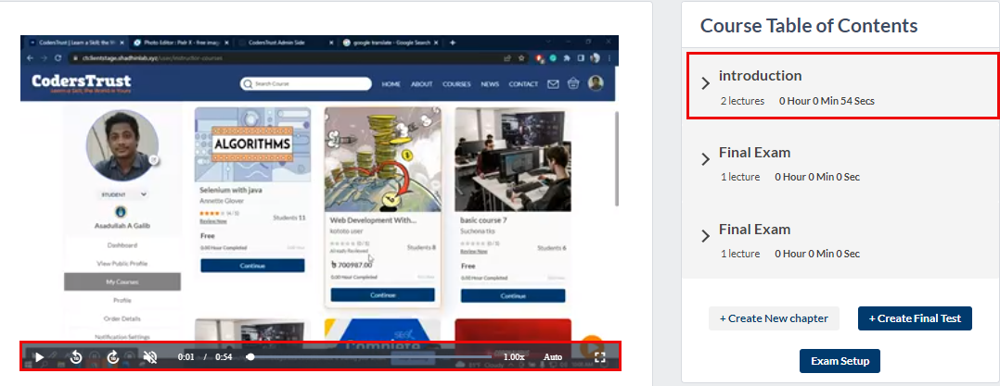 CodersTrust | Learn a Skill, the W
Photo Editor : Pixlr X - free imag
CodersTrust Admin Side
google translate - Google Search
ctclientstage.shadhinlab.xyz/user/instructor-courses
CodersTrust
Learn a Skill, the World is Yours
Search Course
HOME
ABOUT
COURSES
NEWS
CONTACT
ALGORITHMS
Selenium with java
Annette Glover
(4/5)
Review Now
Students 11
Free
0.00 Hour Completed
Continue
Web Development With...
kototo user
(0/5)
Already Reviewed
Students 8
৳ 700987.00
0.00 Hour Completed
Continue
basic course 7
Suchona tko
(0/5)
Review Now
Students 6
Free
0.00 Hour Completed
Continue
STUDENT
Asadullah A Galib
Dashboard
View Public Profile
My Courses
Profile
Order Details
Notification Settings
Complete
0:01 / 0:54
1.00x
Auto
Course Table of Contents
introduction
2 lectures 0 Hour 0 Min 54 Secs
Final Exam
1 lecture 0 Hour 0 Min 0 Sec
Final Exam
1 lecture 0 Hour 0 Min 0 Sec
+ Create New chapter
+ Create Final Test
Exam Setup